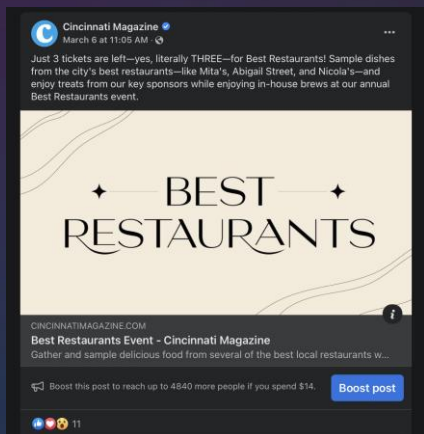 Cincinnati Magazine
March 6 at 11:05 AM ·
Just 3 tickets are left—yes, literally THREE—for Best Restaurants! Sample dishes
from the city's best restaurants—like Mita's, Abigail Street, and Nicola's—and
enjoy treats from our key sponsors while enjoying in-house brews at our annual
Best Restaurants event.
BEST
RESTAURANTS
CINCINNATIMAGAZINE.COM
Best Restaurants Event - Cincinnati Magazine
Gather and sample delicious food from several of the best local restaurants w...
Boost this post to reach up to 4840 more people if you spend $14.
Boost post
11